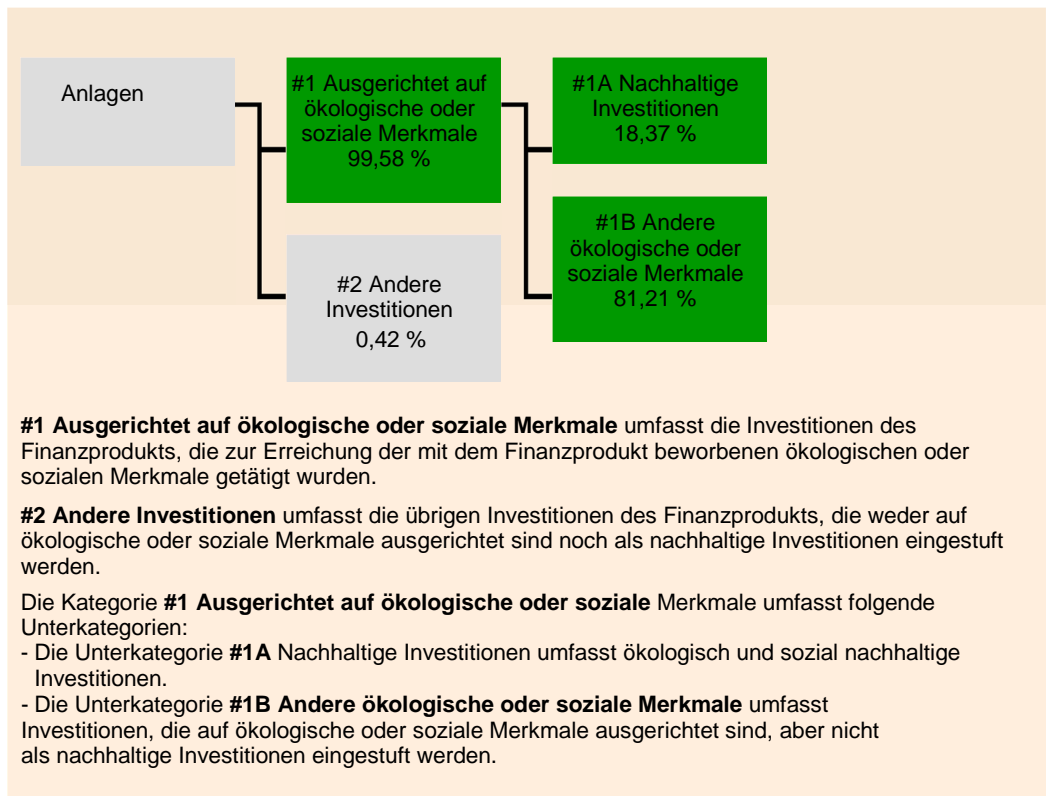 Anlagen
#1 Ausgerichtet auf
ökologische oder
soziale Merkmale
99,58 %
#1A Nachhaltige
Investitionen
18,37 %
#1B Andere
ökologische oder
soziale Merkmale
81,21 %
#2 Andere
Investitionen
0,42 %
#1 Ausgerichtet auf ökologische oder soziale Merkmale umfasst die Investitionen des
Finanzprodukts, die zur Erreichung der mit dem Finanzprodukt beworbenen ökologischen oder
sozialen Merkmale getätigt wurden.
#2 Andere Investitionen umfasst die übrigen Investitionen des Finanzprodukts, die weder auf
ökologische oder soziale Merkmale ausgerichtet sind noch als nachhaltige Investitionen eingestuft
werden.
Die Kategorie #1 Ausgerichtet auf ökologische oder soziale Merkmale umfasst folgende
Unterkategorien:
- Die Unterkategorie #1A Nachhaltige Investitionen umfasst ökologisch und sozial nachhaltige
Investitionen.
- Die Unterkategorie #1B Andere ökologische oder soziale Merkmale umfasst
Investitionen, die auf ökologische oder soziale Merkmale ausgerichtet sind, aber nicht
als nachhaltige Investitionen eingestuft werden.